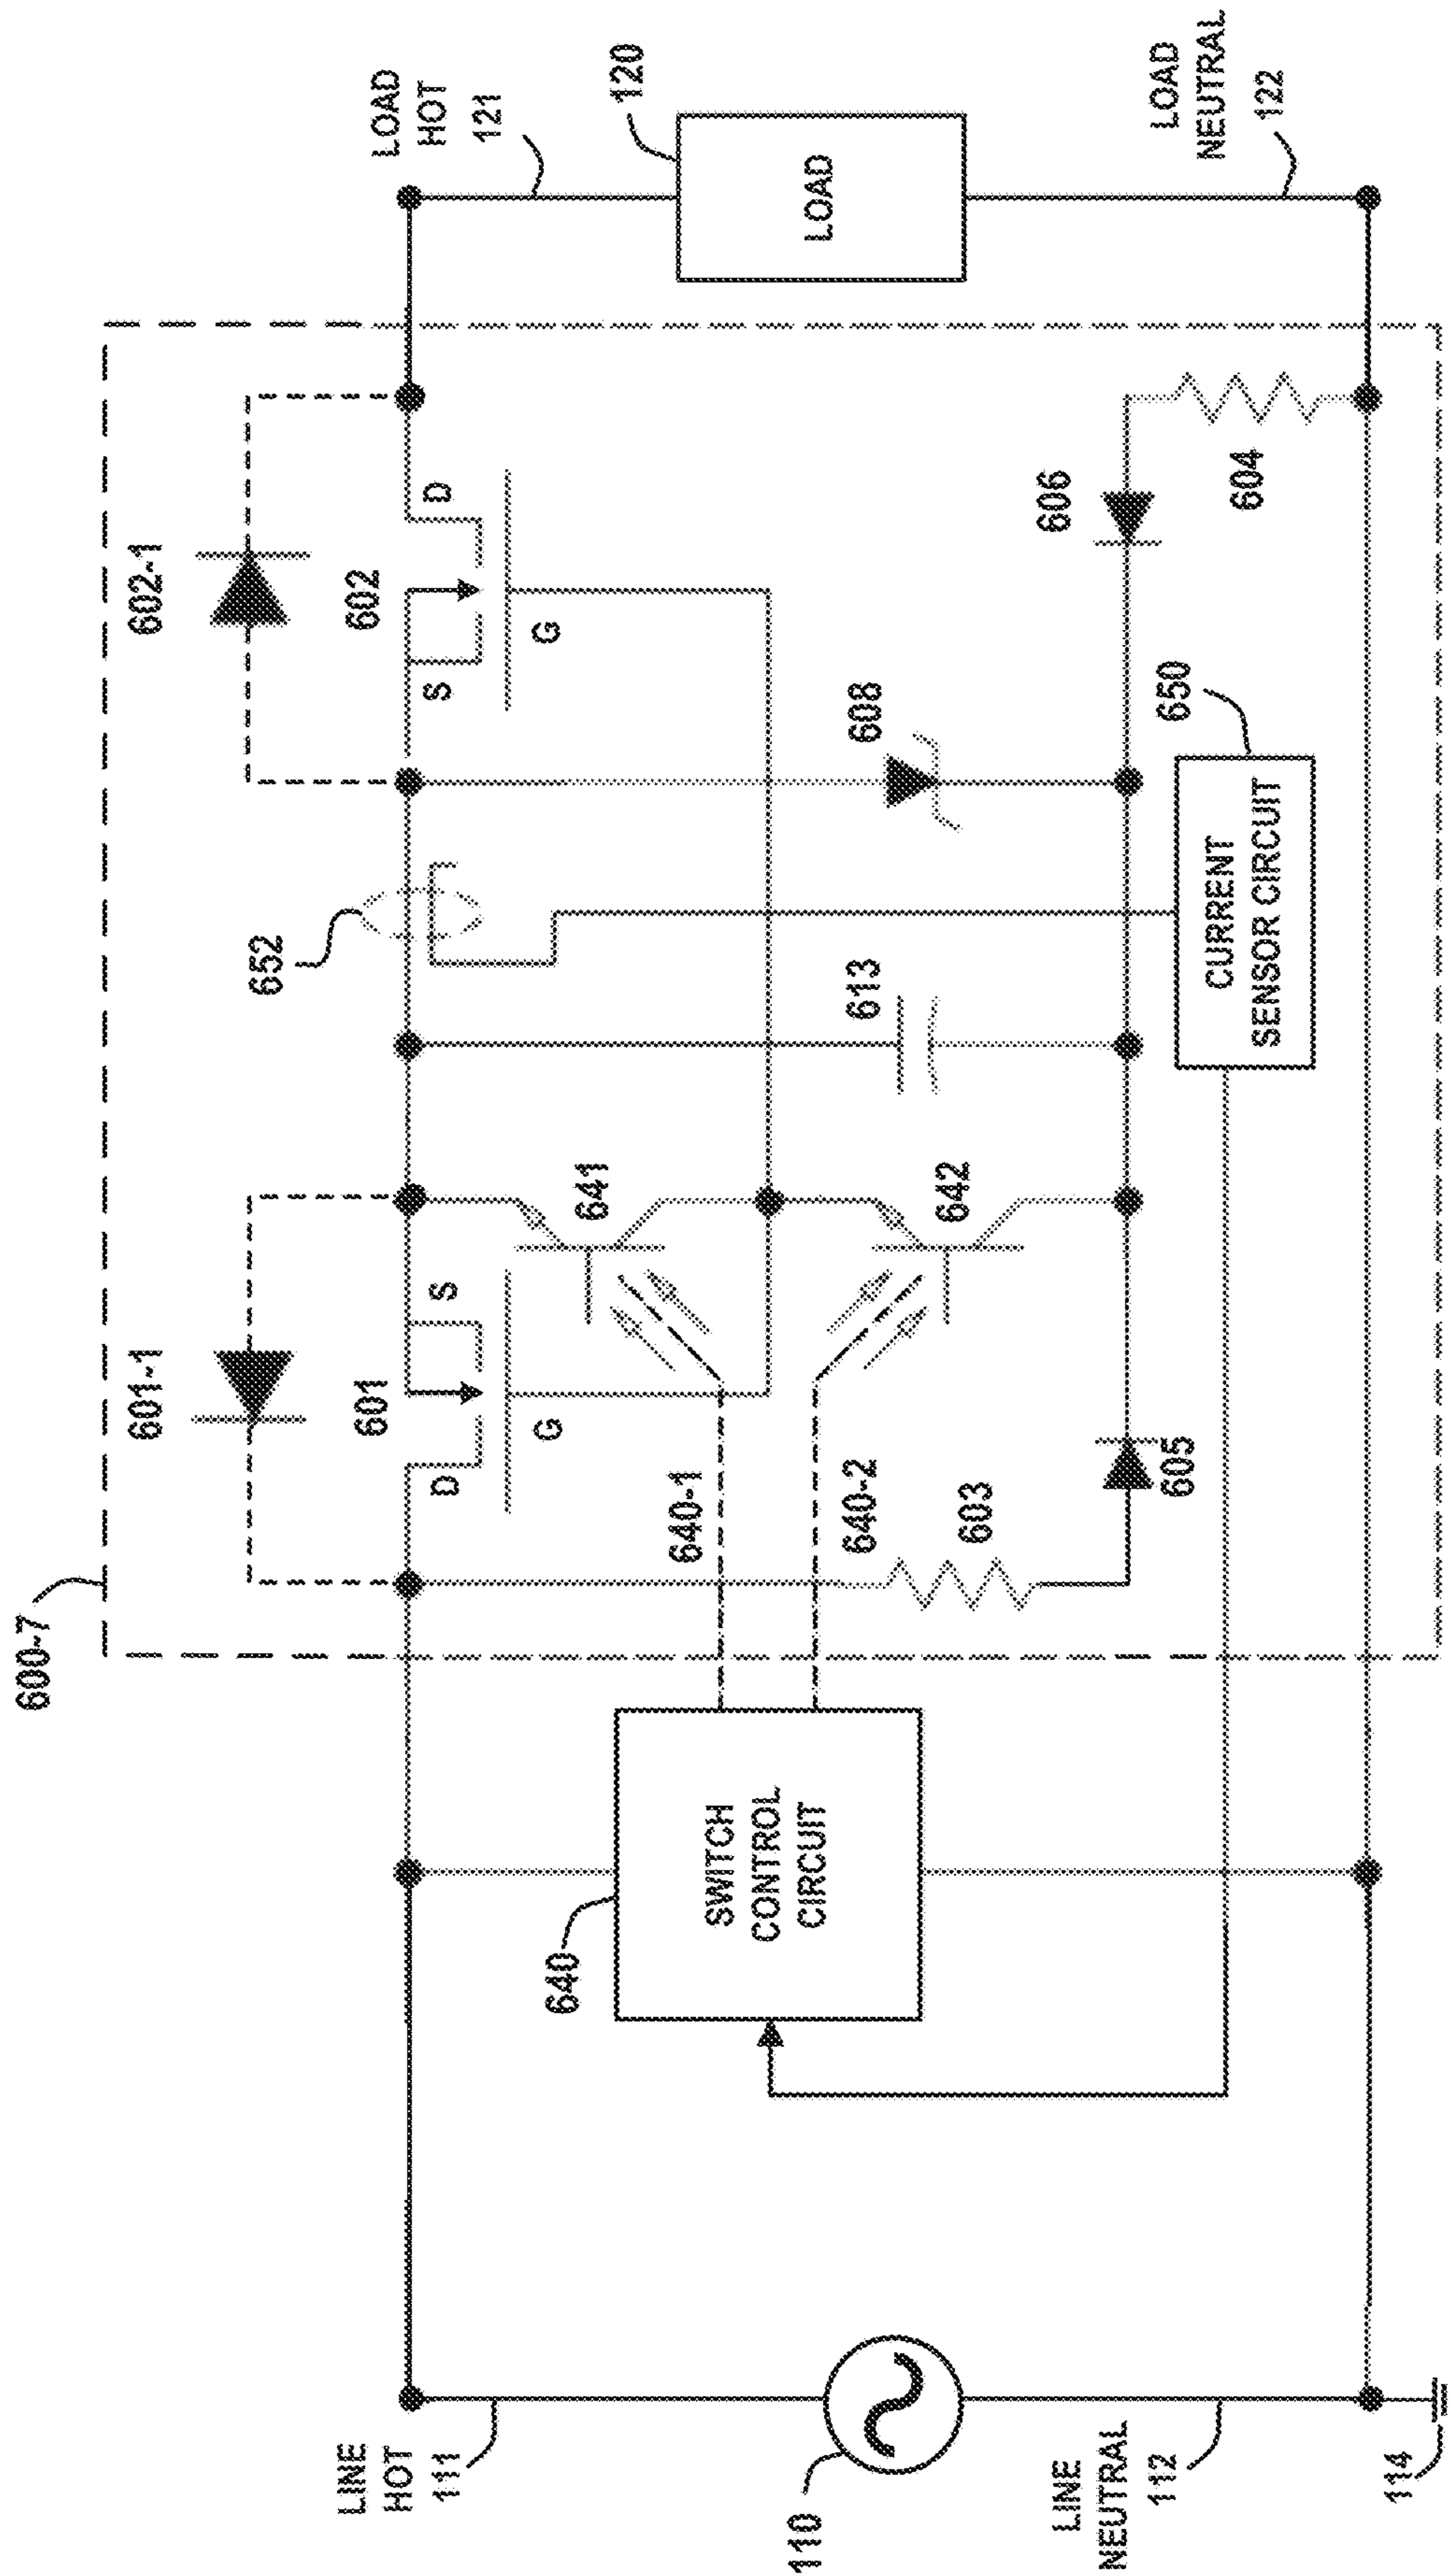 600-7
601-1
602-1
LOAD
HOT
121
LINE
HOT
111
601
D
S
G
652
602
S
D
G
120
LOAD
640
SWITCH
CONTROL
CIRCUIT
640-1
640-2
641
642
603
613
608
606
605
604
110
650
CURRENT
SENSOR CIRCUIT
LINE
NEUTRAL
112
114
LOAD
NEUTRAL
122